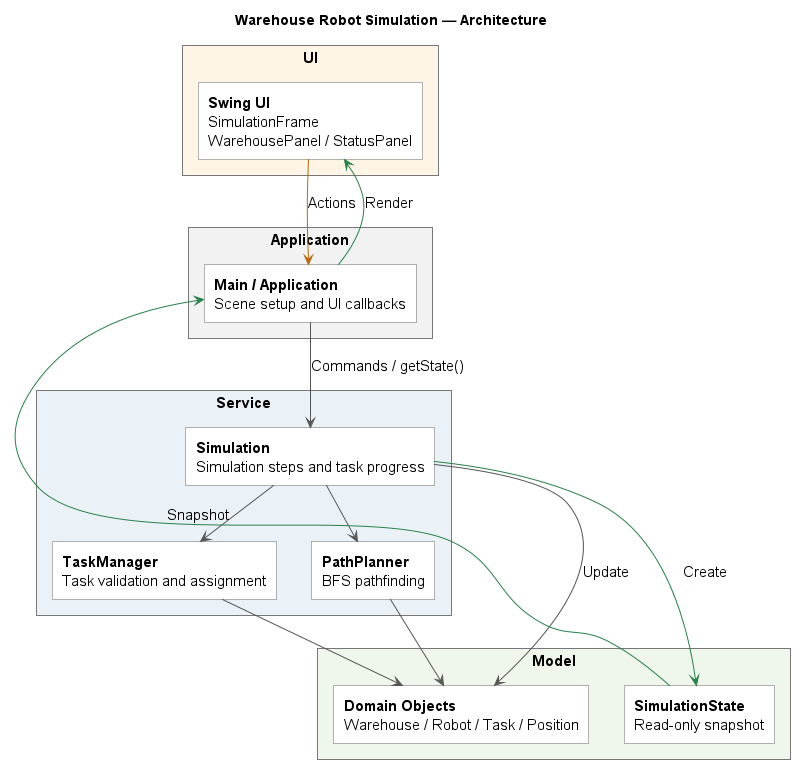 Warehouse Robot Simulation — Architecture
UI
Swing UI
SimulationFrame
WarehousePanel / StatusPanel
Actions
Render
Application
Main / Application
Scene setup and UI callbacks
Commands / getState()
Service
Simulation
Simulation steps and task progress
Snapshot
TaskManager
Task validation and assignment
PathPlanner
BFS pathfinding
Update
Create
Model
Domain Objects
Warehouse / Robot / Task / Position
SimulationState
Read-only snapshot